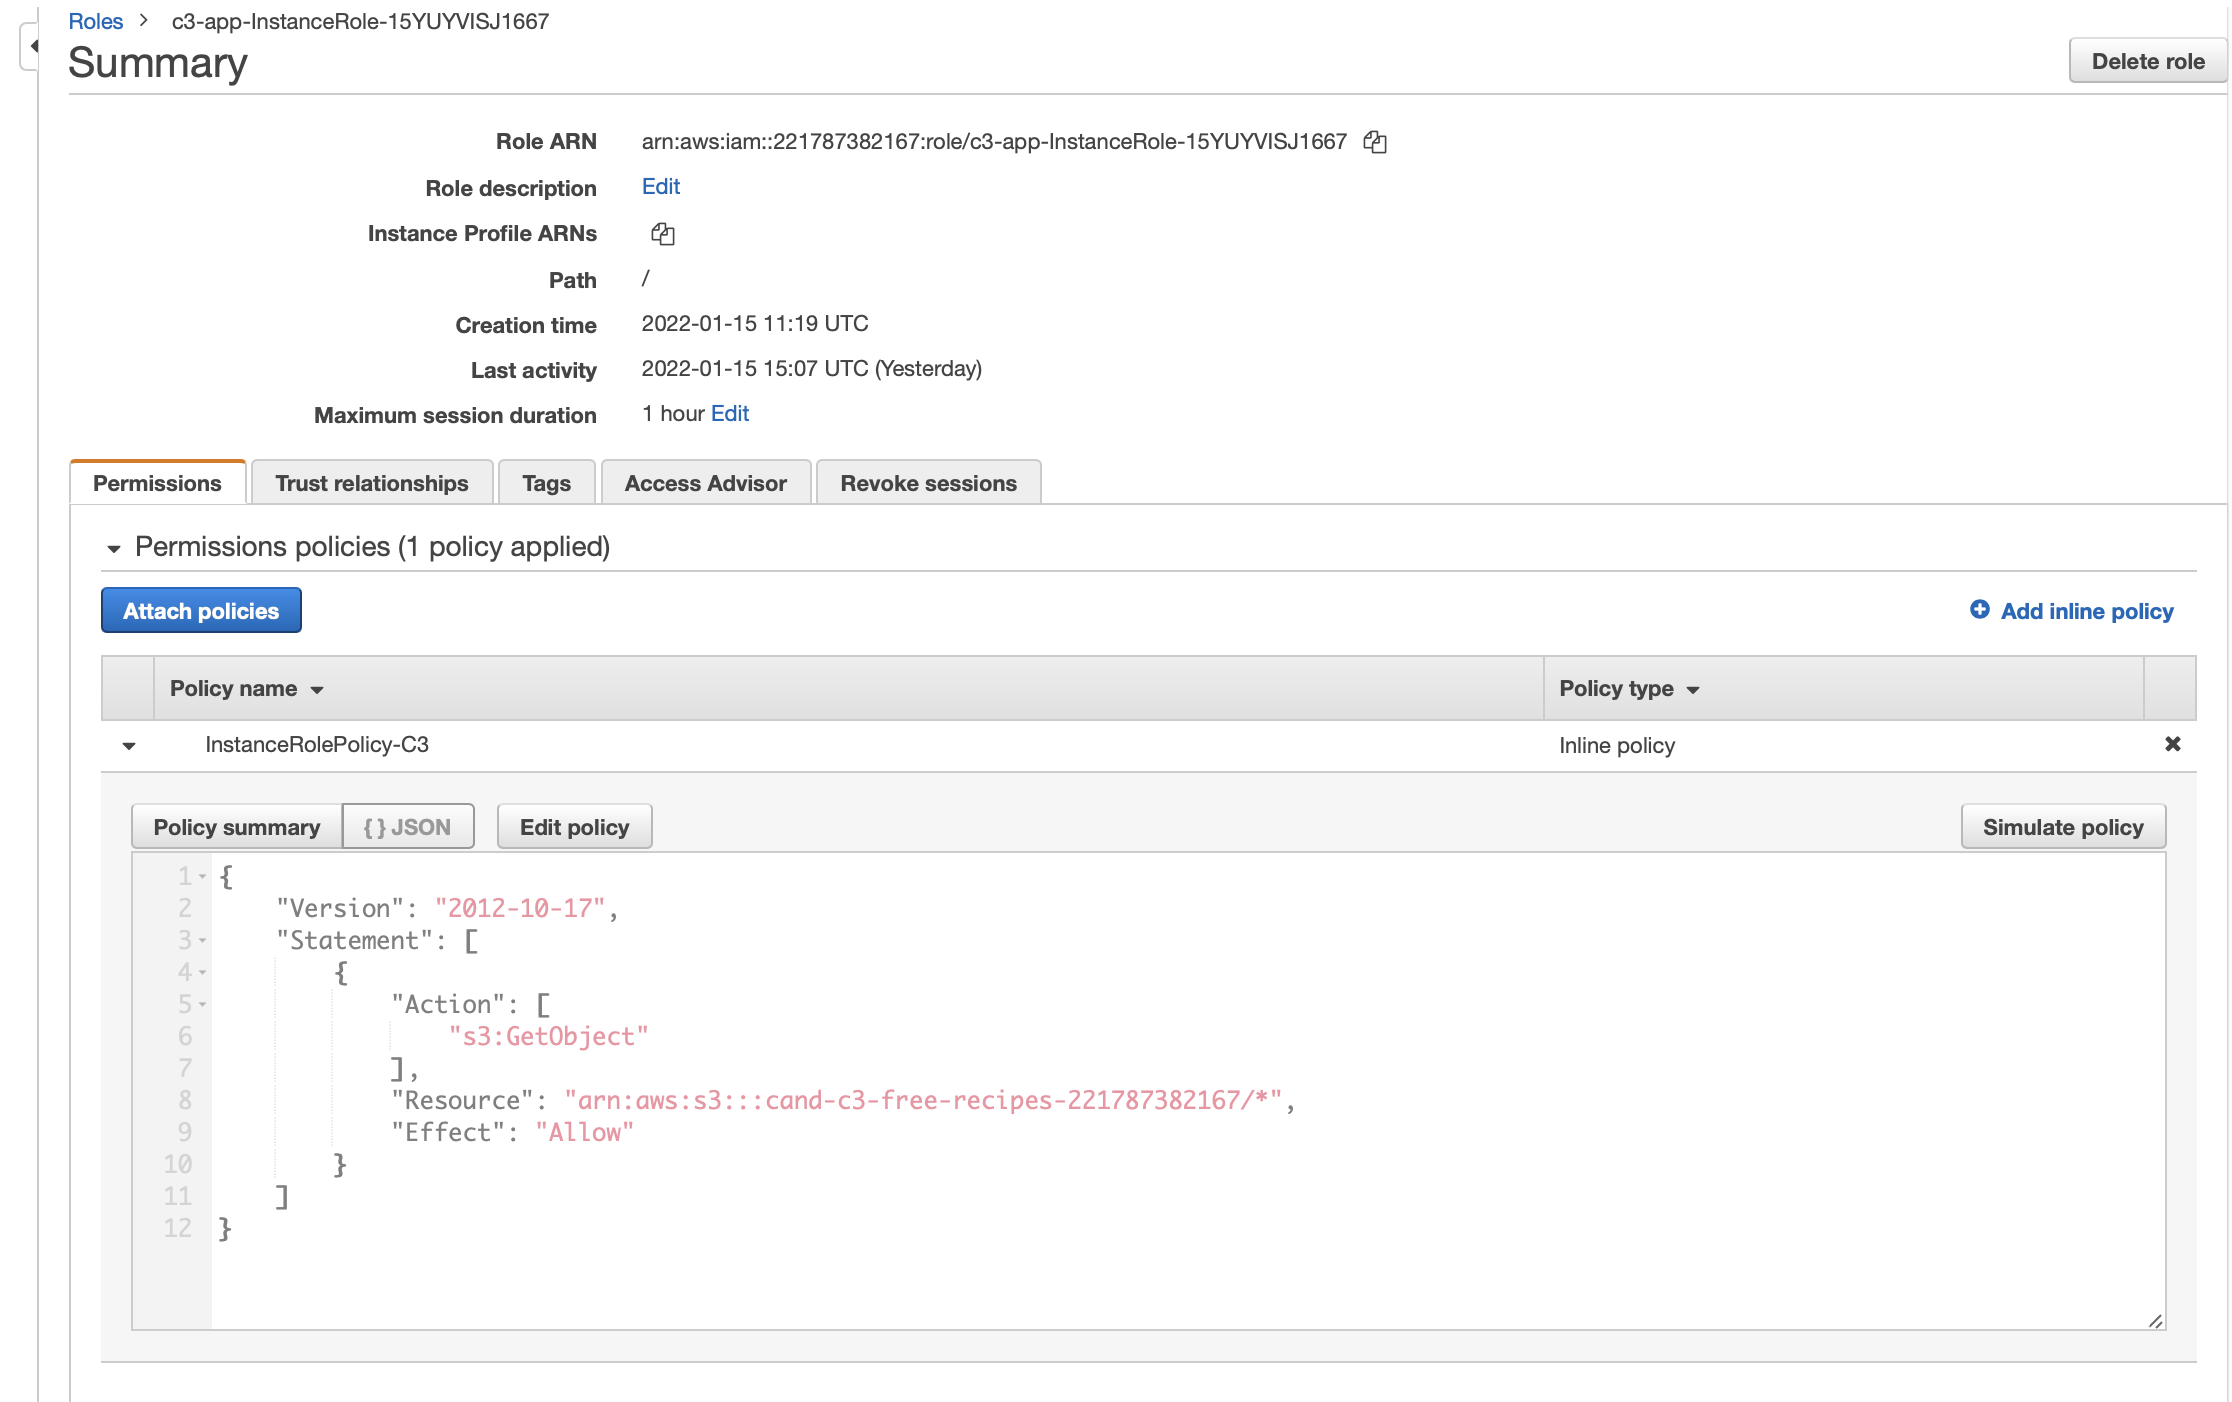 Roles > c3-app-InstanceRole-15YUYVISJ1667
Summary
Delete role
Role ARN arn:aws:iam::221787382167:role/c3-app-InstanceRole-15YUYVISJ1667
Role description Edit
Instance Profile ARNs
Path /
Creation time 2022-01-15 11:19 UTC
Last activity 2022-01-15 15:07 UTC (Yesterday)
Maximum session duration 1 hour Edit
Permissions Trust relationships Tags Access Advisor Revoke sessions
Permissions policies (1 policy applied)
Attach policies Add inline policy
Policy name Policy type
InstanceRolePolicy-C3 Inline policy
Policy summary { } JSON Edit policy Simulate policy
1 {
2 "Version": "2012-10-17",
3 "Statement": [
4 {
5 "Action": [
6 "s3:GetObject"
7 ],
8 "Resource": "arn:aws:s3:::cand-c3-free-recipes-221787382167/*",
9 "Effect": "Allow"
10 }
11 ]
12 }